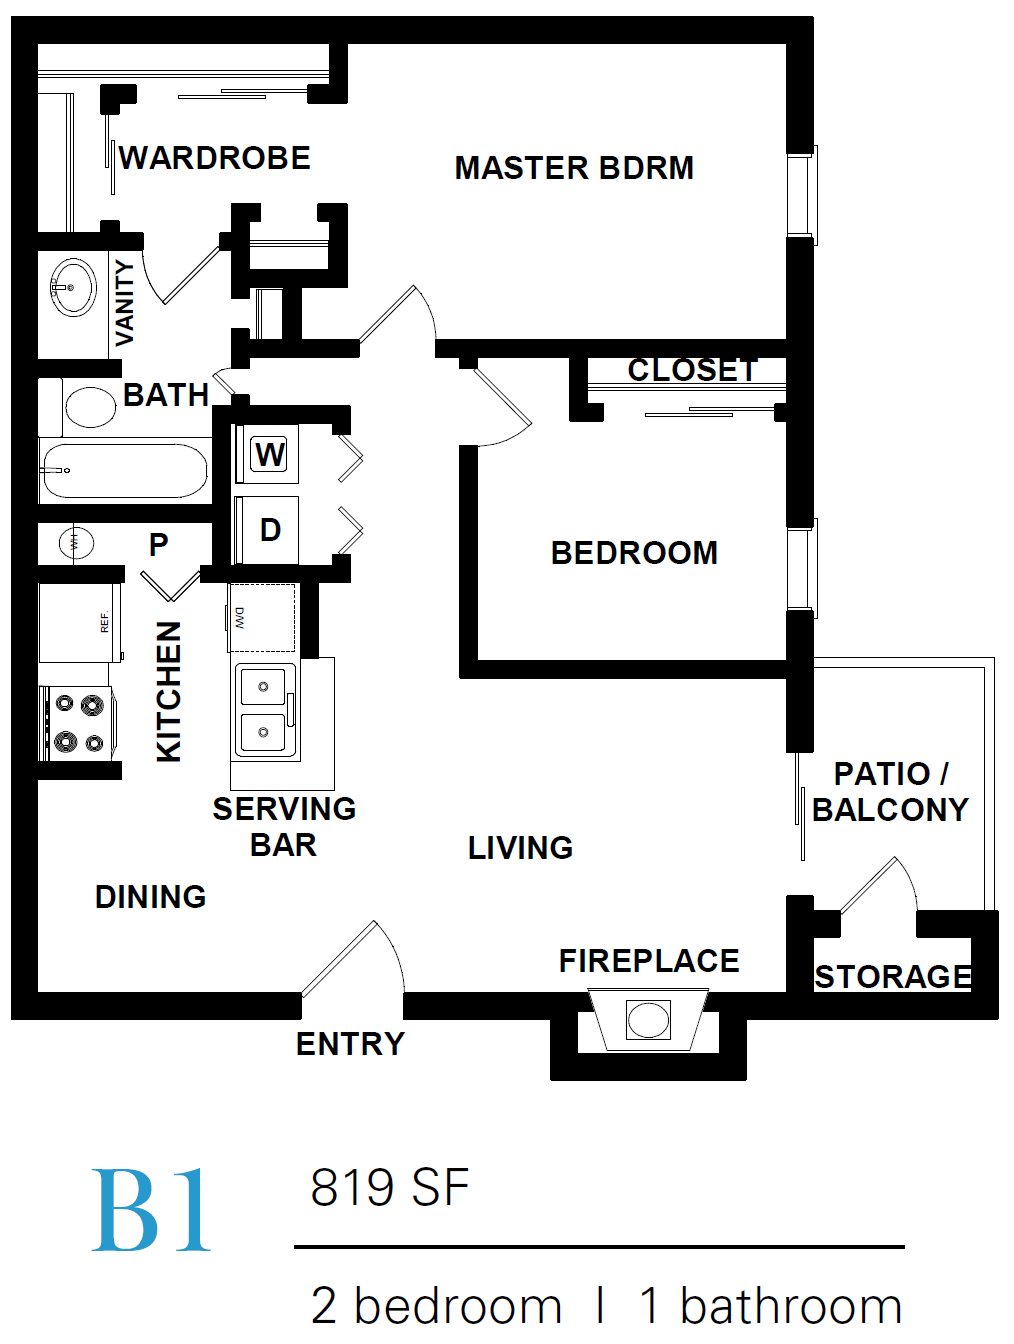 WARDROBE
MASTER BDRM
VANITY
CLOSET
BATH
W
D
BEDROOM
WH
P
REF.
D/W
KITCHEN
PATIO /
BALCONY
SERVING
BAR
LIVING
DINING
FIREPLACE
STORAGE
ENTRY
B1
819 SF
2 bedroom | 1 bathroom